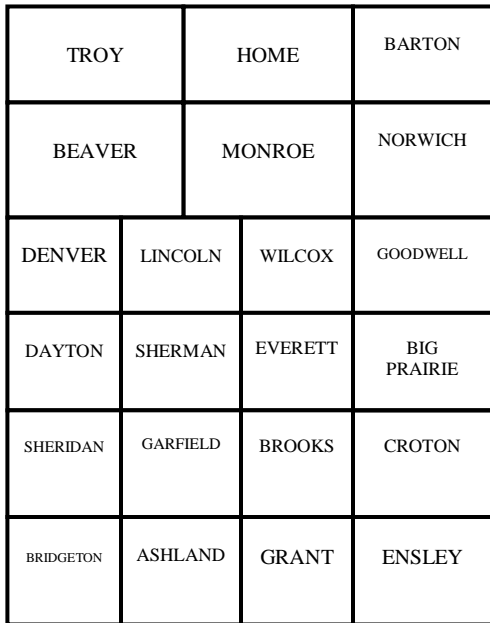 TROY HOME BARTON
BEAVER MONROE NORWICH
DENVER LINCOLN WILCOX GOODWELL
DAYTON SHERMAN EVERETT BIG
PRAIRIE
SHERIDAN GARFIELD BROOKS CROTON
BRIDGETON ASHLAND GRANT ENSLEY